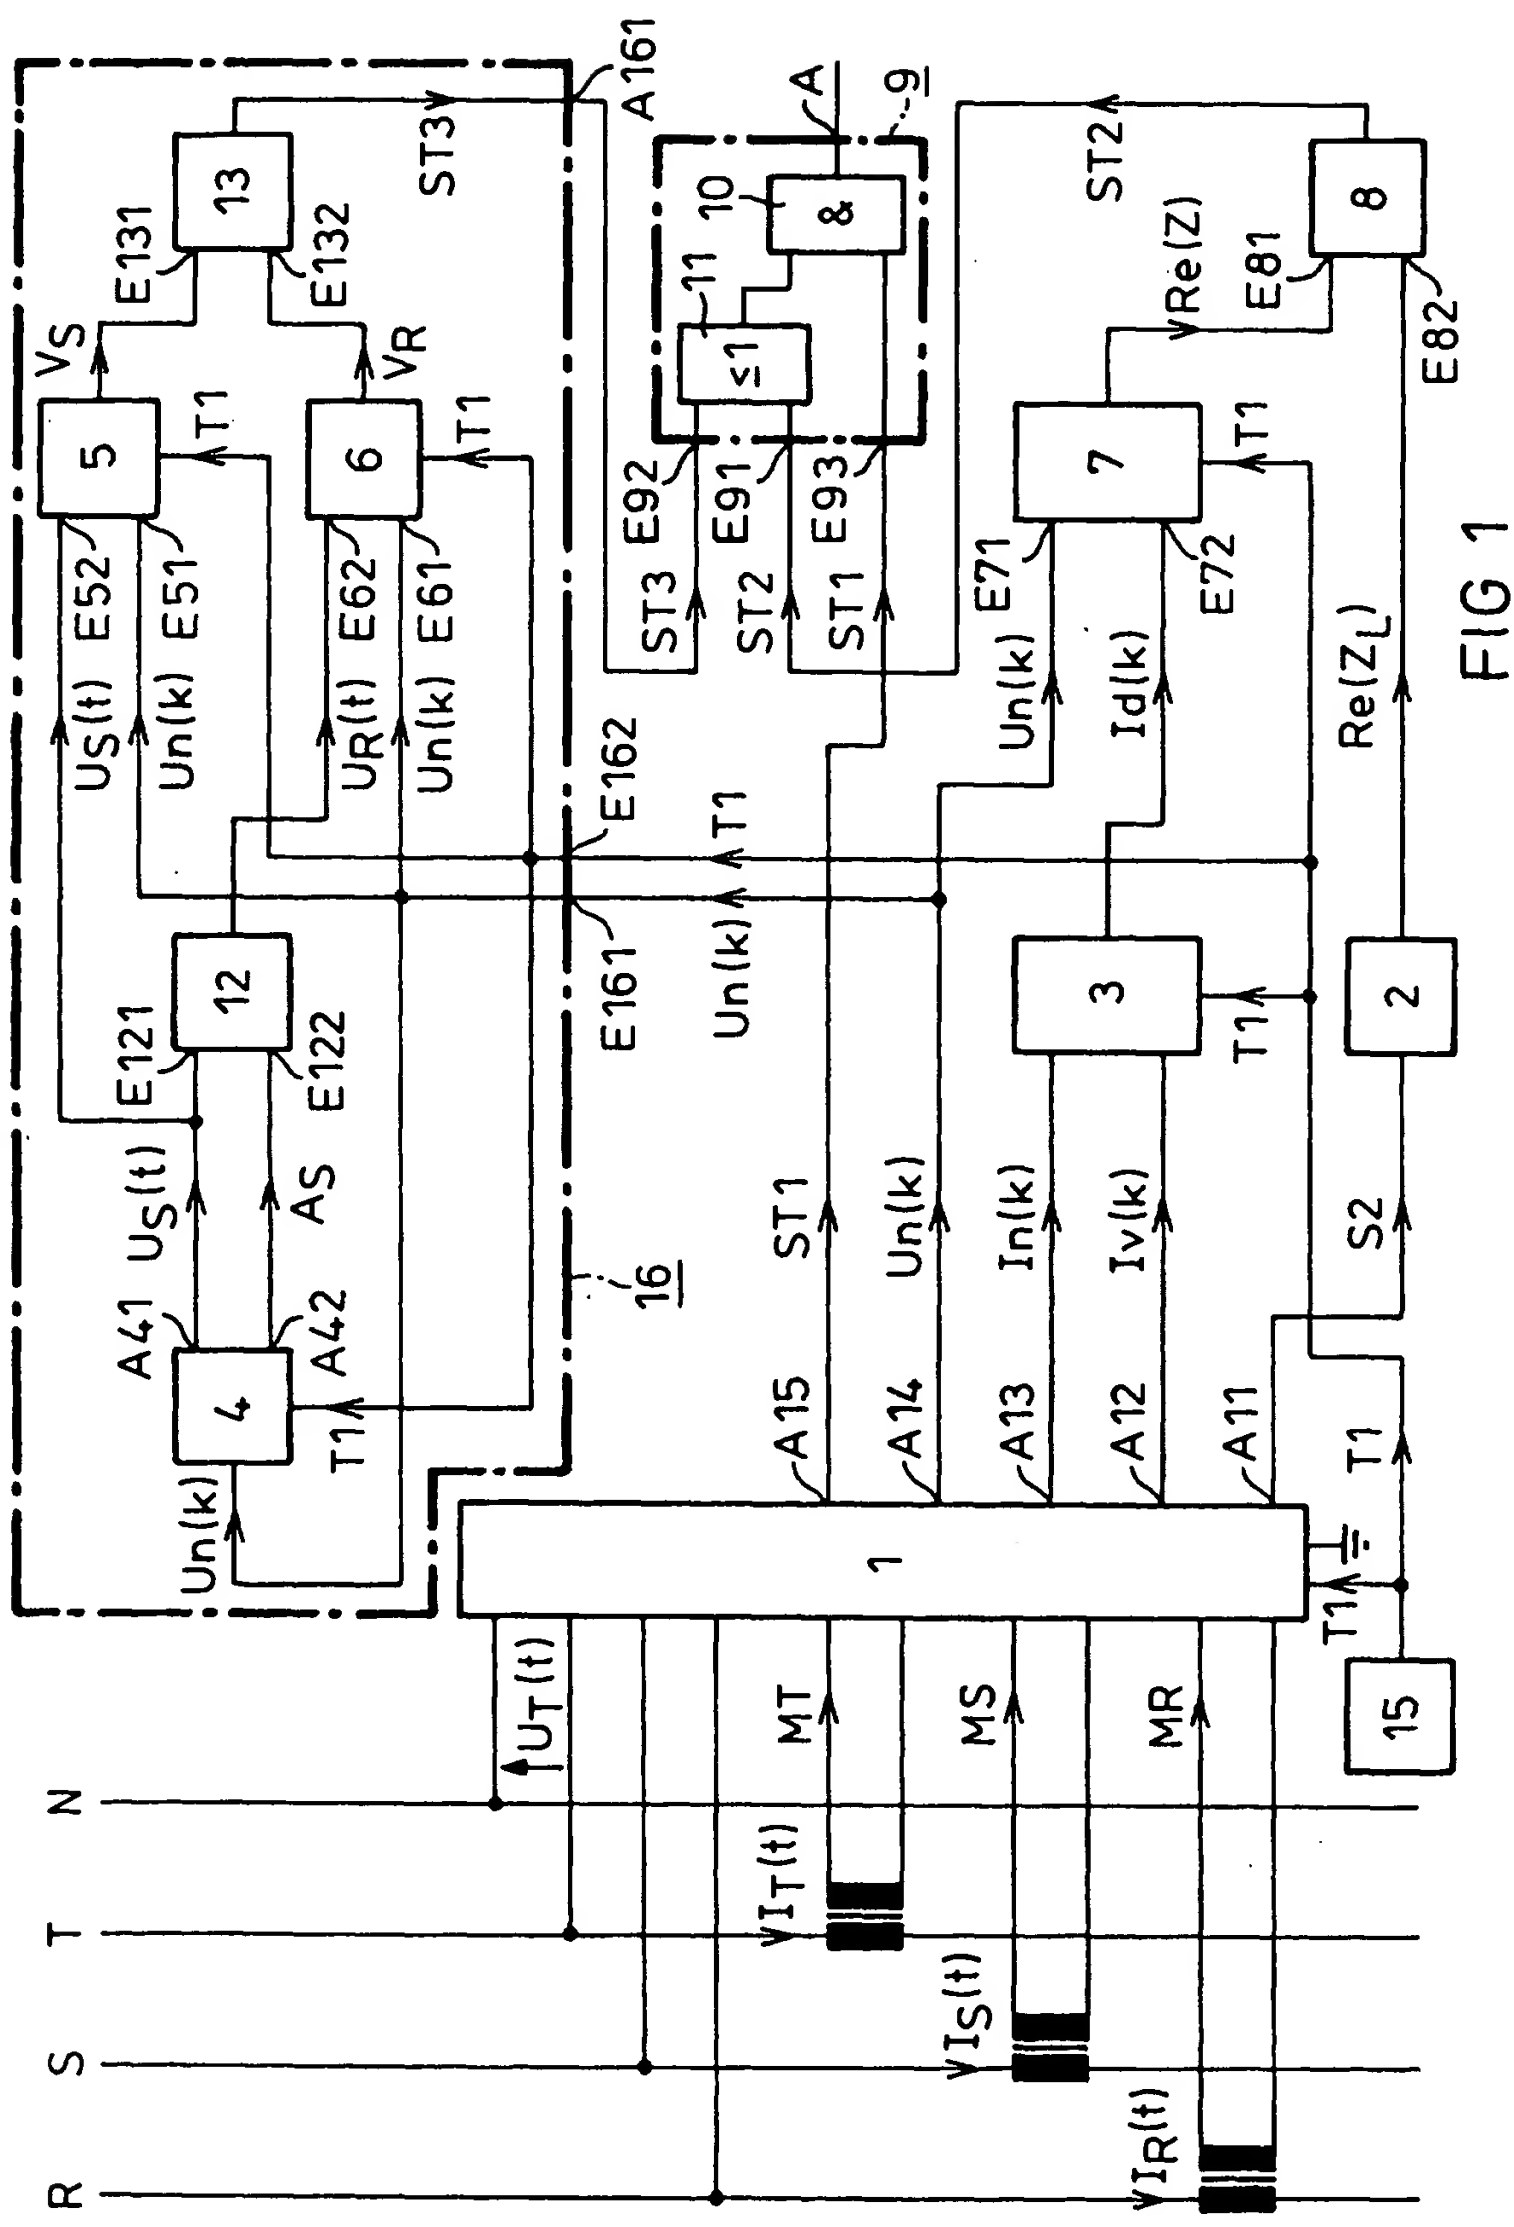 R
S
T
N
UT(t)
IT(t)
IS(t)
IR(t)
MT
MS
MR
15
T1
T1
1
A15
A14
A13
A12
A11
ST1
Un(k)
In(k)
Iv(k)
S2
16
Un(k)
4
T1
A41
A42
US(t)
AS
E121
E122
12
US(t)
Un(k)
UR(t)
Un(k)
E52
E51
E62
E61
5
6
T1
T1
VS
VR
E131
E132
13
ST3
A161
E161
E162
Un(k)
T1
3
T1
2
Un(k)
Id(k)
Re(ZL)
E71
E72
7
T1
Re(Z)
E81
E82
8
ST2
ST3
ST2
ST1
E92
E91
E93
≤1
11
10
&
A
9
FIG 1